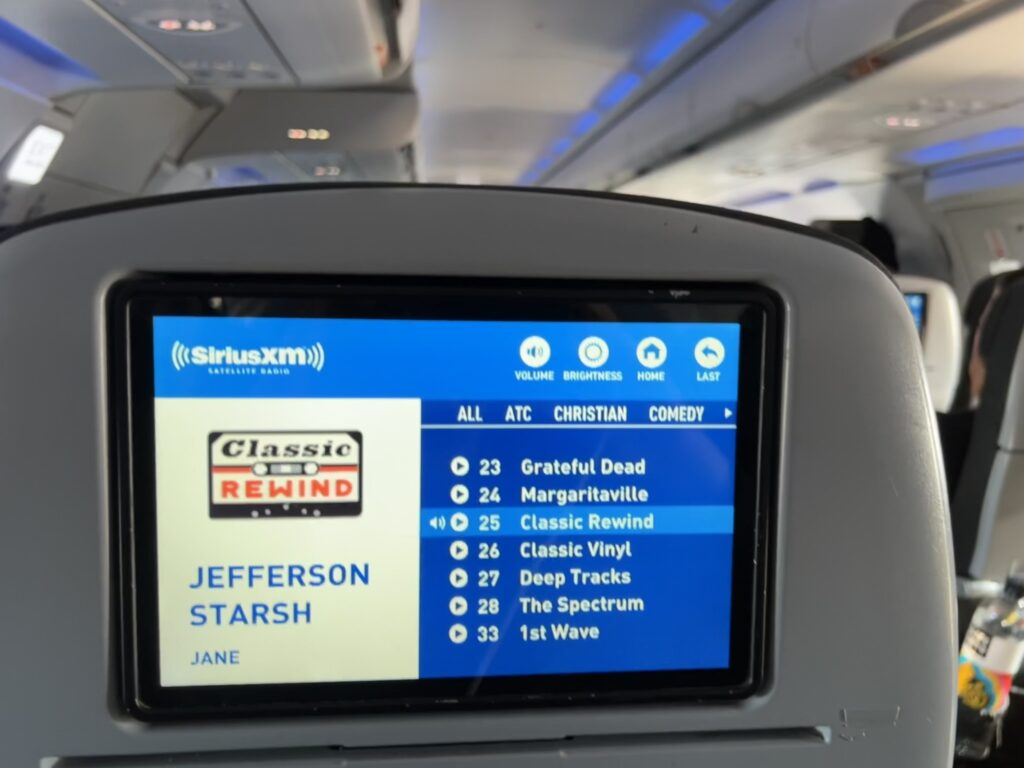 SiriusXM
SATELLITE RADIO
VOLUME BRIGHTNESS HOME LAST
ALL ATC CHRISTIAN COMEDY
Classic
REWIND
JEFFERSON
STARSH
JANE
23 Grateful Dead
24 Margaritaville
25 Classic Rewind
26 Classic Vinyl
27 Deep Tracks
28 The Spectrum
33 1st Wave